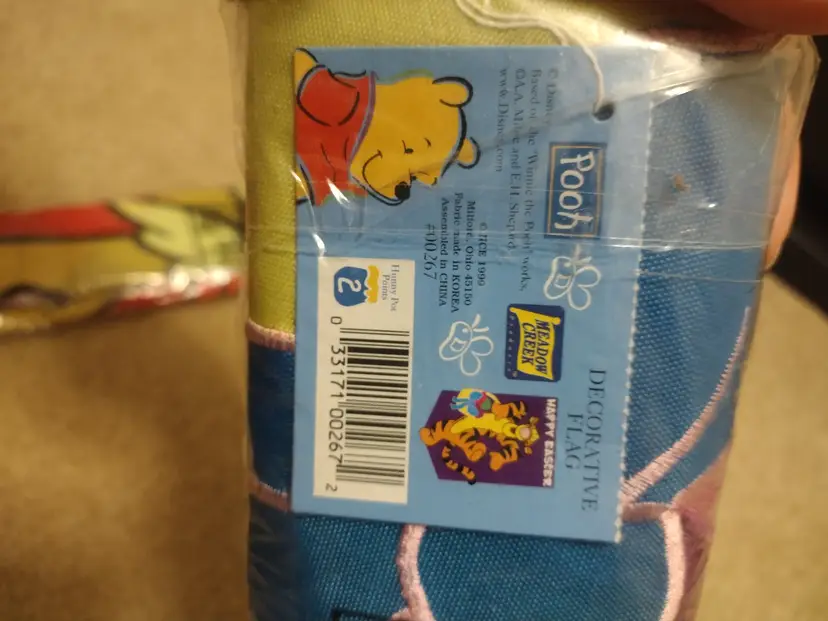 Pooh
© Disney
Based on the "Winnie the Pooh" works,
©A.A. Milne and E.H. Shepard
www.Disney.com
© HCE 1999
Milford, Ohio 45150
Fabric made in KOREA
Assembled in CHINA
#00267
Hunny Pot
Points
2
0 33171 00267 2
MEADOW
CREEK
DECORATIVE
FLAG
HAPPY EASTER